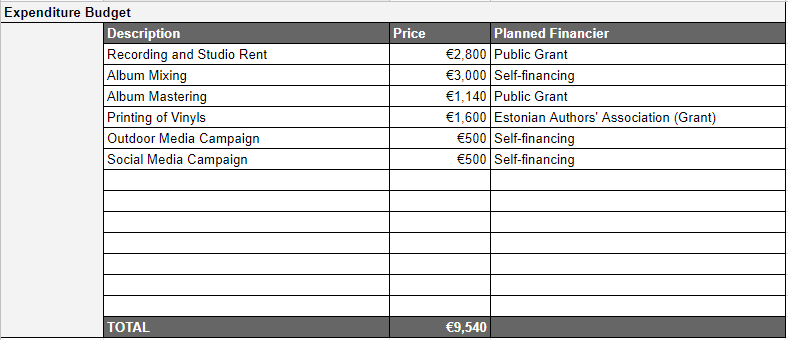 Expenditure Budget
Description Price Planned Financier
Recording and Studio Rent €2,800 Public Grant
Album Mixing €3,000 Self-financing
Album Mastering €1,140 Public Grant
Printing of Vinyls €1,600 Estonian Authors' Association (Grant)
Outdoor Media Campaign €500 Self-financing
Social Media Campaign €500 Self-financing
TOTAL €9,540